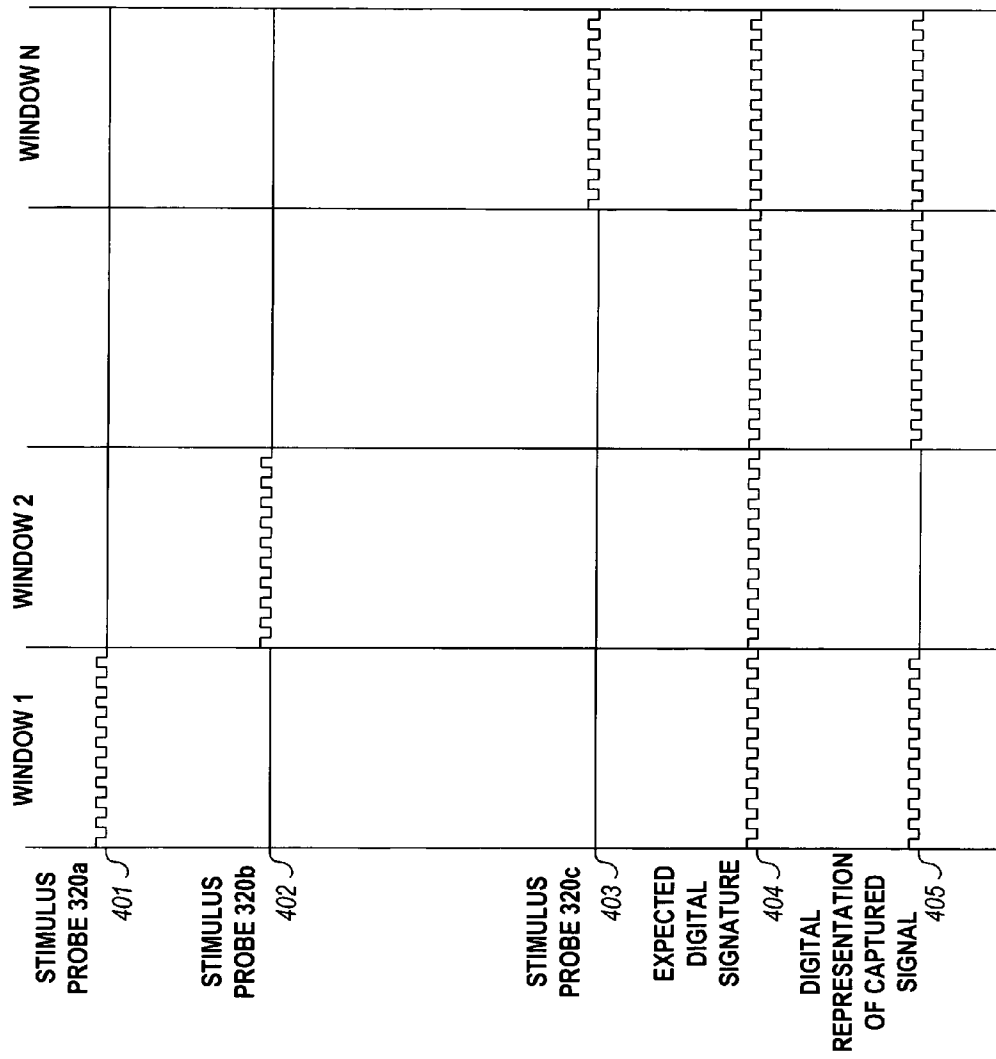 WINDOW 1
WINDOW 2
WINDOW N
STIMULUS
PROBE 320a
401
STIMULUS
PROBE 320b
402
STIMULUS
PROBE 320c
403
EXPECTED
DIGITAL
SIGNATURE
404
DIGITAL
REPRESENTATION
OF CAPTURED
SIGNAL
405